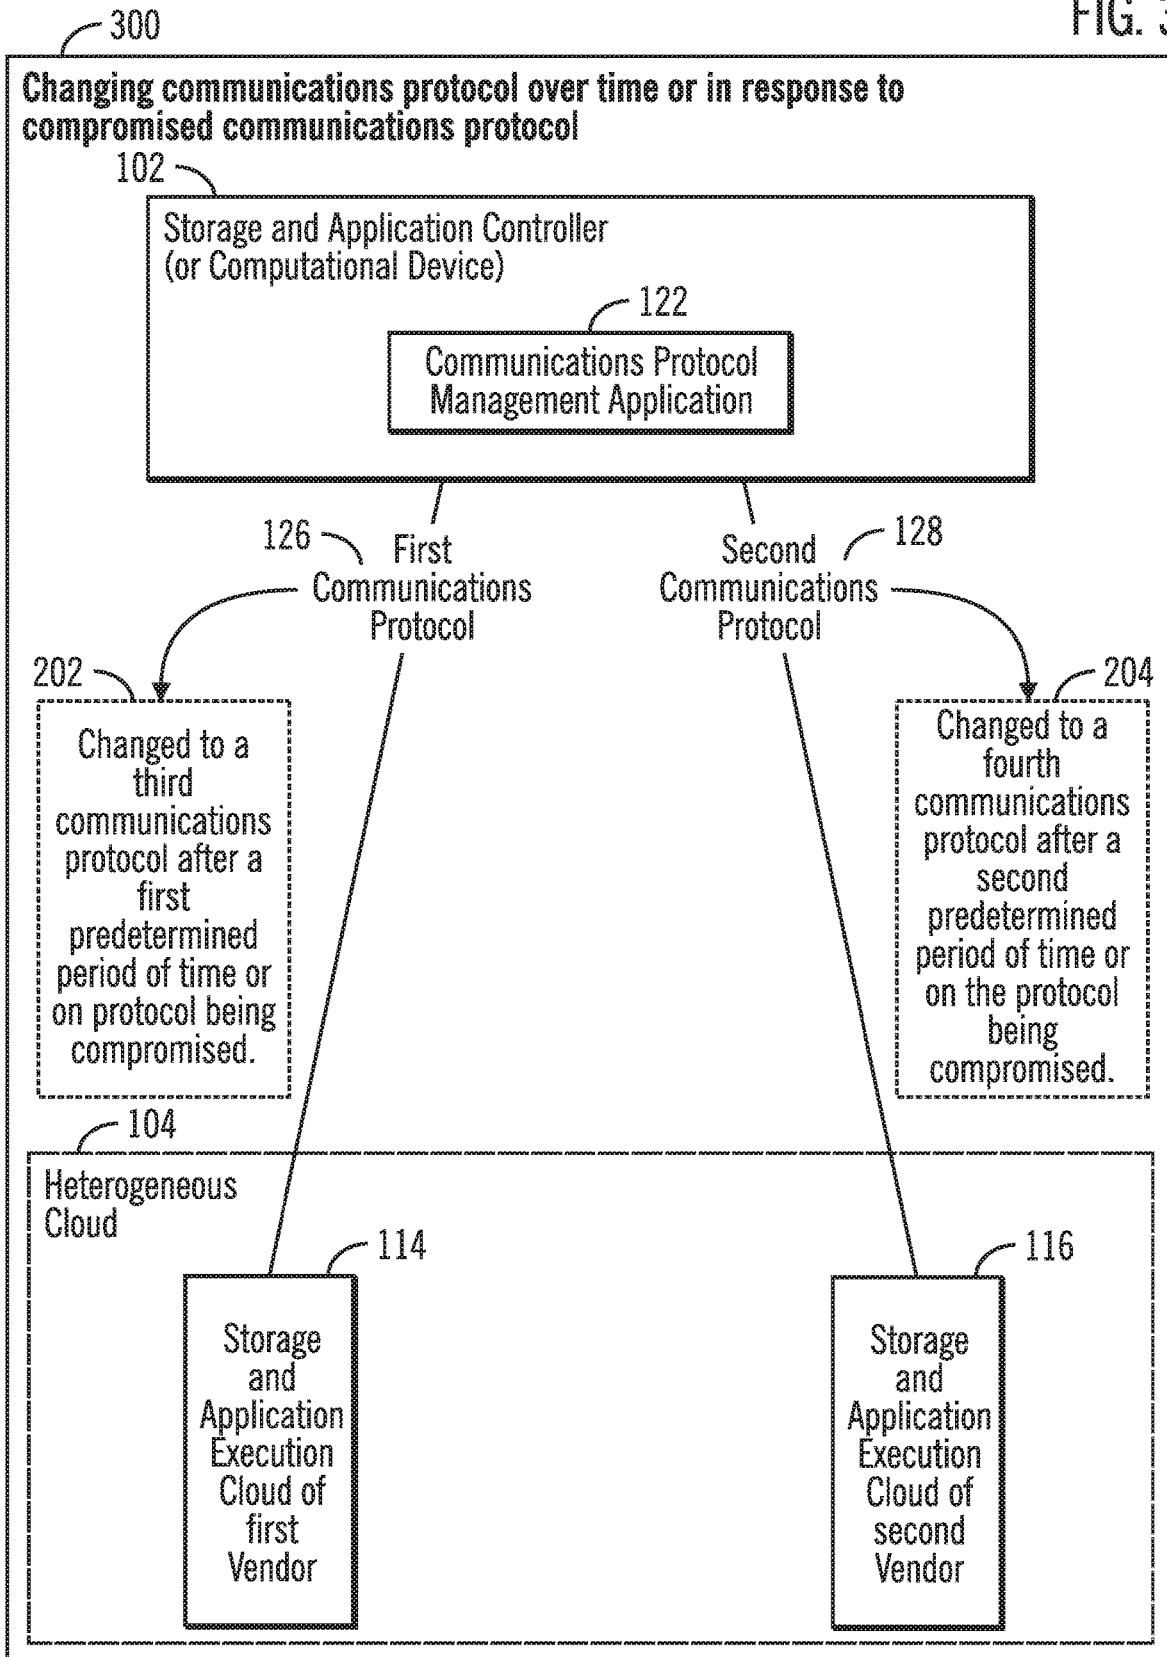 FIG. 3
300
Changing communications protocol over time or in response to
compromised communications protocol
102
Storage and Application Controller
(or Computational Device)
122
Communications Protocol
Management Application
126
First
Communications
Protocol
Second
Communications
Protocol
128
202
Changed to a
third
communications
protocol after a
first
predetermined
period of time or
on protocol being
compromised.
204
Changed to a
fourth
communications
protocol after a
second
predetermined
period of time or
on the protocol
being
compromised.
104
Heterogeneous
Cloud
114
Storage
and
Application
Execution
Cloud of
first
Vendor
116
Storage
and
Application
Execution
Cloud of
second
Vendor